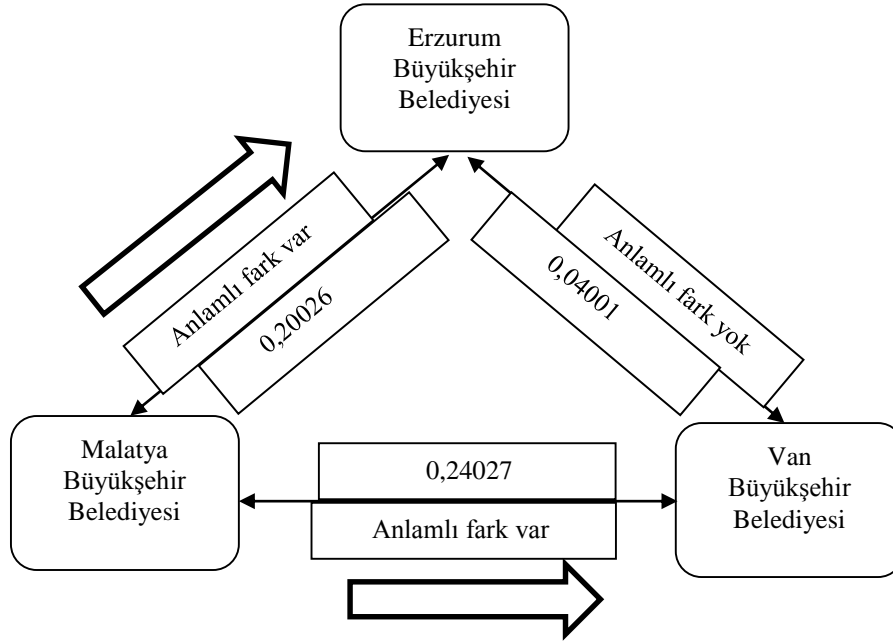 Erzurum
Büyükşehir
Belediyesi
Anlamlı fark var
0,20026
Anlamlı fark yok
0,04001
Malatya
Büyükşehir
Belediyesi
0,24027
Anlamlı fark var
Van
Büyükşehir
Belediyesi